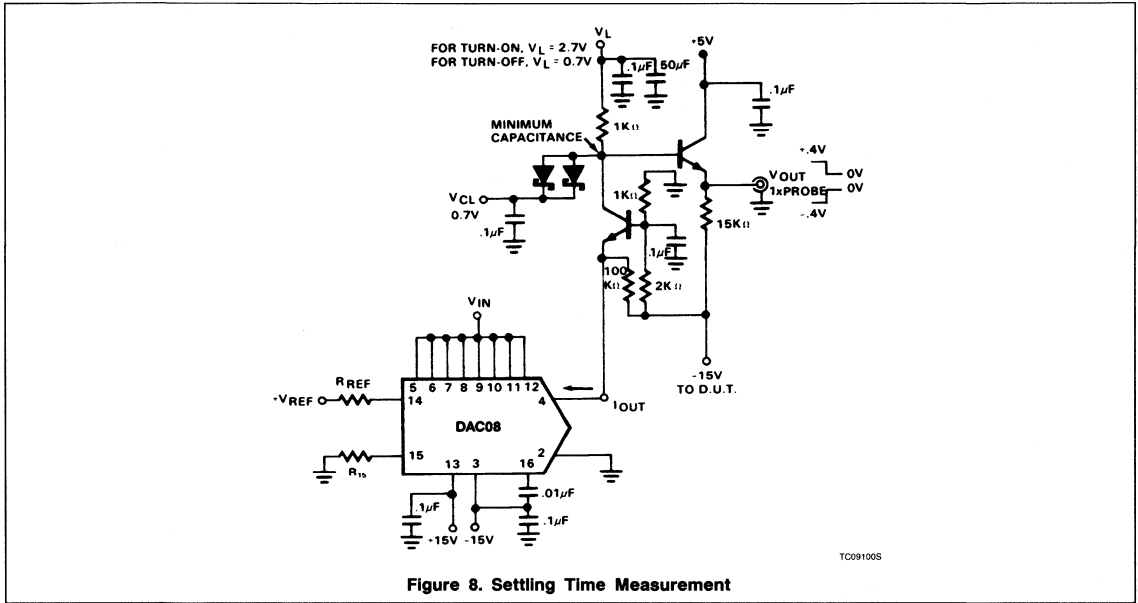 VL
FOR TURN-ON, VL = 2.7V
FOR TURN-OFF, VL = 0.7V
.1μF
50μF
+5V
.1μF
1KΩ
MINIMUM
CAPACITANCE
+.4V
0V
VOUT
1xPROBE
0V
-.4V
VCL
0.7V
.1μF
1KΩ
15KΩ
.1μF
100
KΩ
2KΩ
VIN
-15V
TO D.U.T.
5 6 7 8 9 10 11 12
RREF
+VREF
14
4
IOUT
DAC08
15
R15
13 3 16
2
.01μF
.1μF
.1μF
+15V -15V
TC09100S
Figure 8. Settling Time Measurement